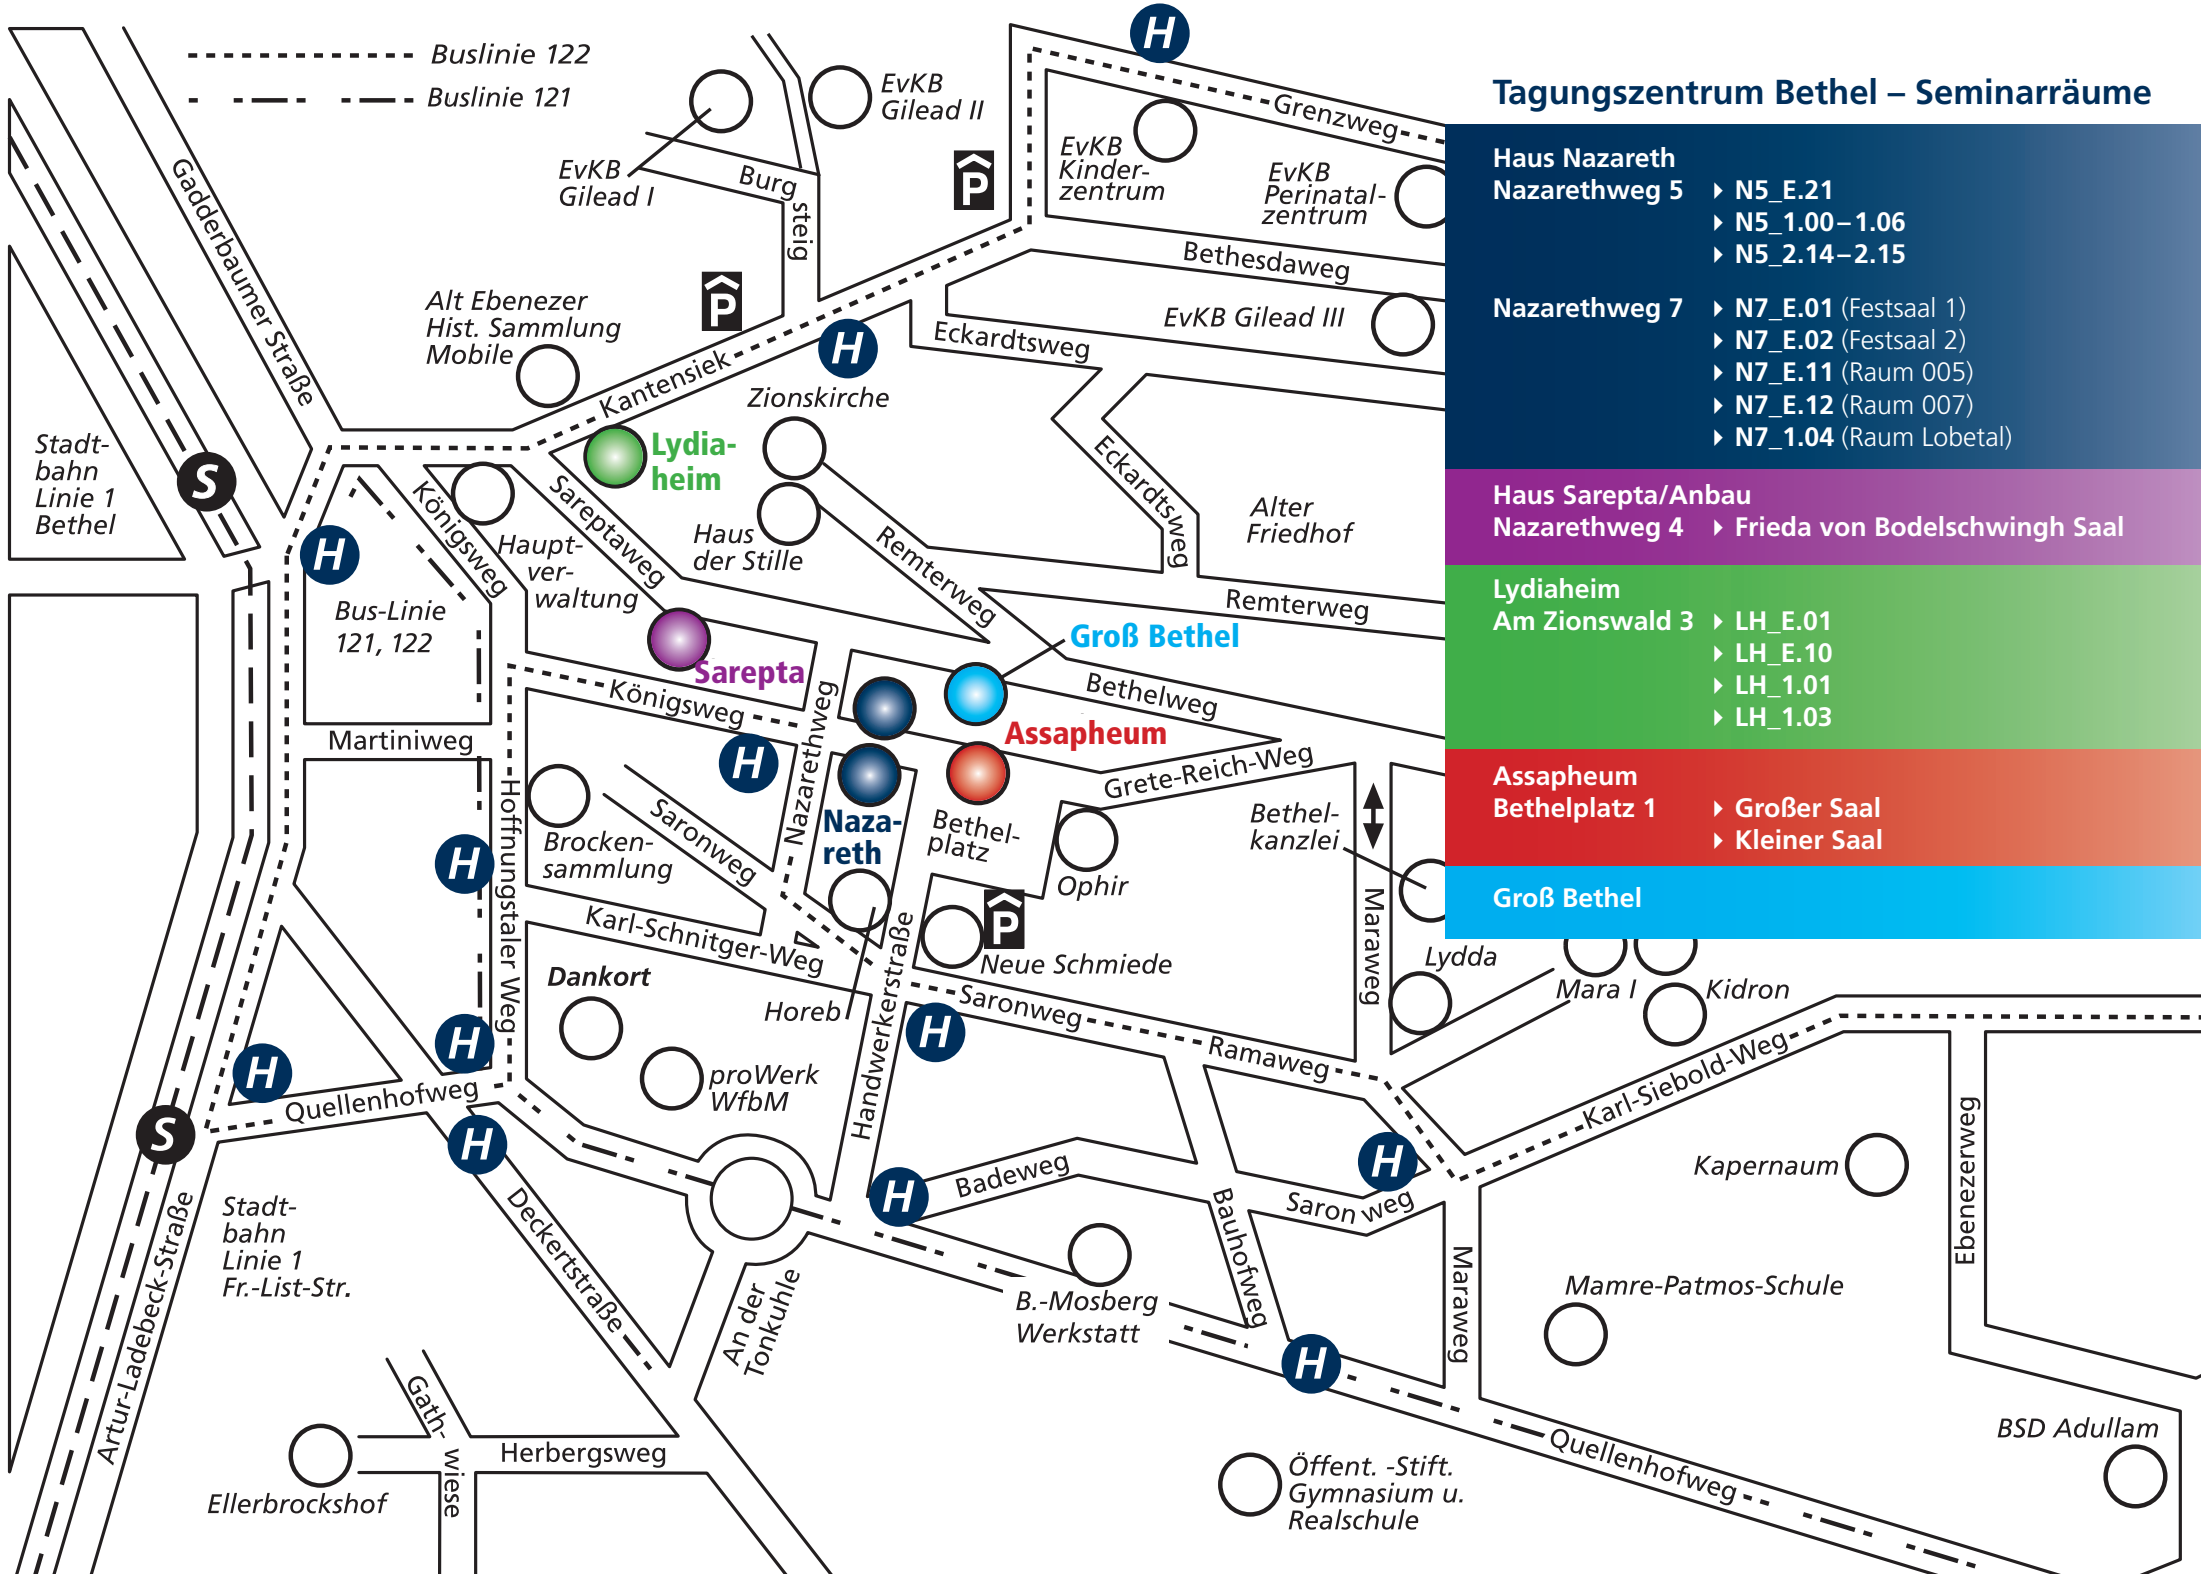 Buslinie 122
Buslinie 121
EvKB
Gilead I
EvKB
Gilead II
Burg
steig
P
P
H
Grenzweg
EvKB
Kinder-
zentrum
EvKB
Perinatal-
zentrum
Bethesdaweg
EvKB Gilead III
Eckardtsweg
Eckardtsweg
Gadderbaumer Straße
Alt Ebenezer
Hist. Sammlung
Mobile
Kantensiek
H
Zionskirche
Lydia-
heim
Stadt-
bahn
Linie 1
Bethel
S
H
Bus-Linie
121, 122
Königsweg
Haupt-
ver-
waltung
Sareptaweg
Haus
der Stille
Remterweg
Alter
Friedhof
Remterweg
Groß Bethel
Sarepta
Königsweg
H
Nazarethweg
Bethelweg
Assapheum
Grete-Reich-Weg
Martiniweg
Hoffnungstaler Weg
Brocken-
sammlung
Saronweg
Naza-
reth
Bethel-
platz
Ophir
Bethel-
kanzlei
Maraweg
H
Karl-Schnitger-Weg
Dankort
Horeb
Handwerkerstraße
P
Neue Schmiede
Saronweg
H
Lydda
Mara I
Kidron
Ramaweg
Karl-Siebold-Weg
H
H
Quellenhofweg
proWerk
WfbM
S
H
Stadt-
bahn
Linie 1
Fr.-List-Str.
Artur-Ladebeck-Straße
Deckertstraße
H
Badeweg
Bauhofweg
Saron weg
H
Kapernaum
Ebenezerweg
An der
Tonkuhle
B.-Mosberg
Werkstatt
Maraweg
H
Mamre-Patmos-Schule
Gath-
wiese
Herbergsweg
Ellerbrockshof
Öffent. -Stift.
Gymnasium u.
Realschule
Quellenhofweg
BSD Adullam
Tagungszentrum Bethel – Seminarräume
Haus Nazareth
Nazarethweg 5 N5_E.21
N5_1.00–1.06
N5_2.14–2.15
Nazarethweg 7 N7_E.01 (Festsaal 1)
N7_E.02 (Festsaal 2)
N7_E.11 (Raum 005)
N7_E.12 (Raum 007)
N7_1.04 (Raum Lobetal)
Haus Sarepta/Anbau
Nazarethweg 4 Frieda von Bodelschwingh Saal
Lydiaheim
Am Zionswald 3 LH_E.01
LH_E.10
LH_1.01
LH_1.03
Assapheum
Bethelplatz 1 Großer Saal
Kleiner Saal
Groß Bethel